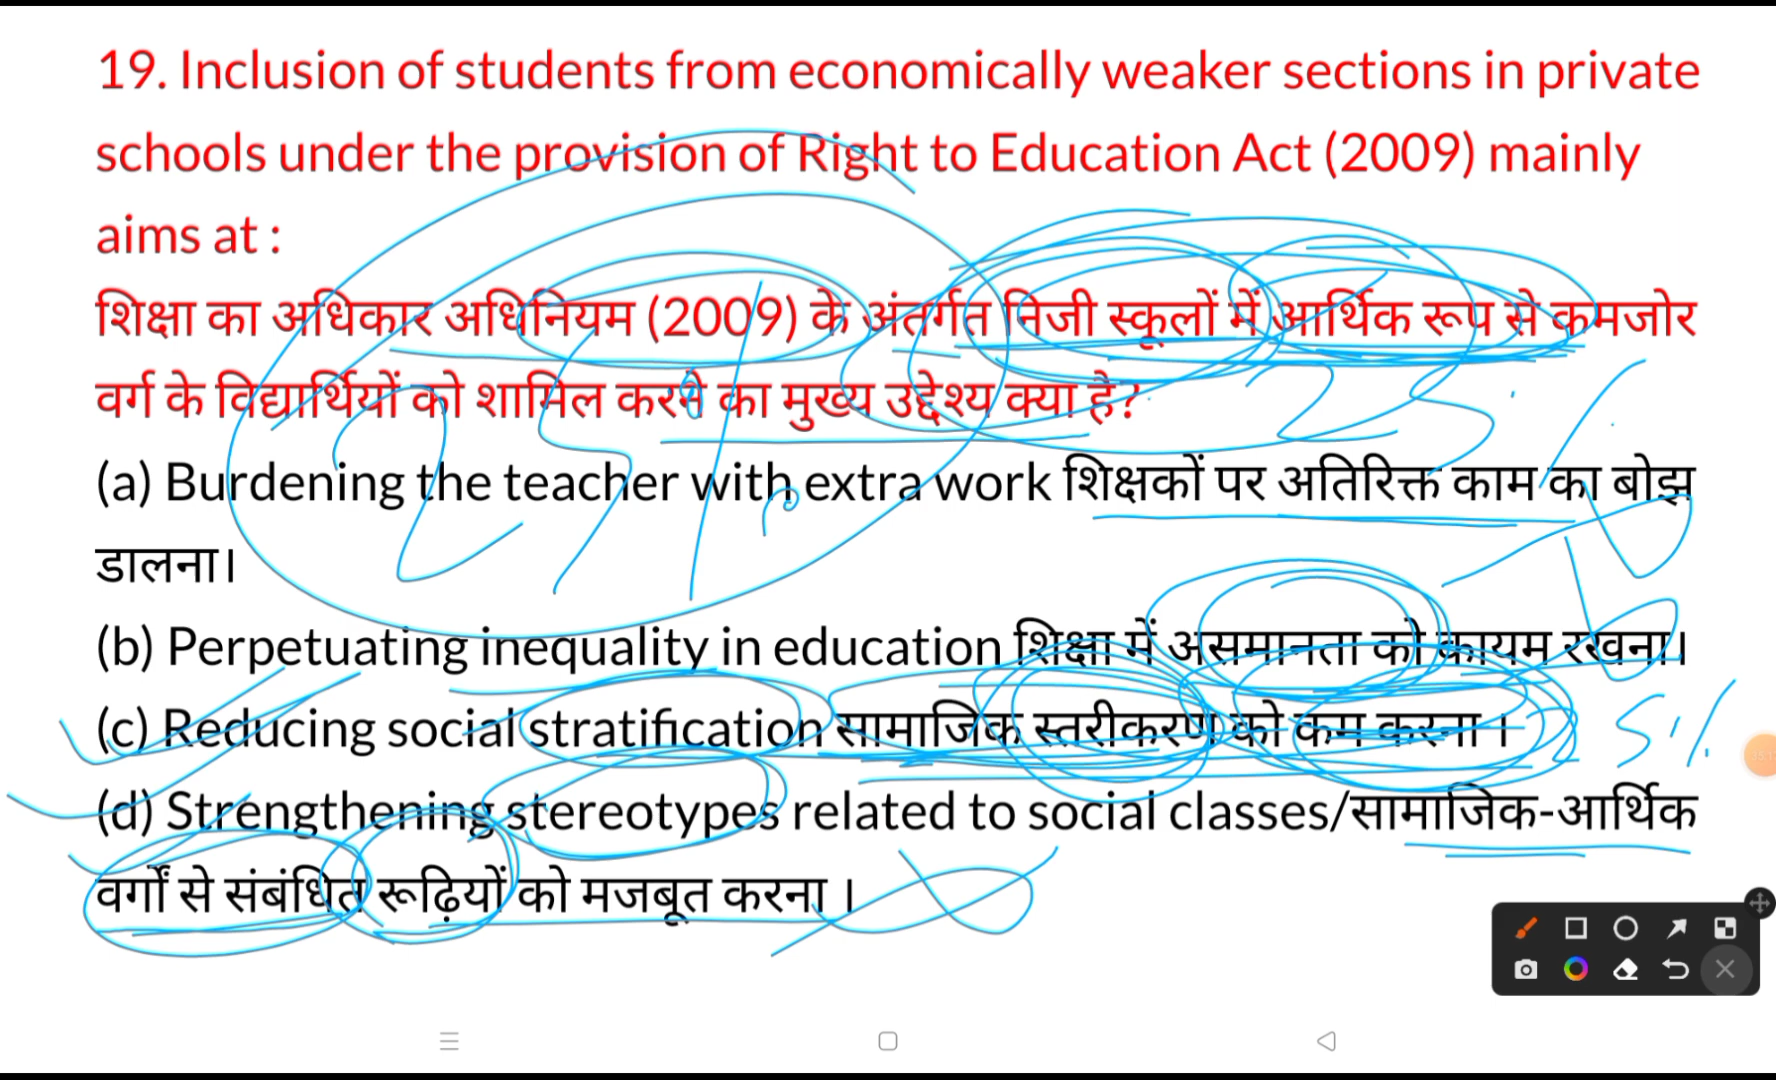 19. Inclusion of students from economically weaker sections in private
schools under the provision of Right to Education Act (2009) mainly
aims at :
शिक्षा का अधिकार अधिनियम (2009) के अंतर्गत निजी स्कूलों में आर्थिक रूप से कमजोर
वर्ग के विद्यार्थियों को शामिल करने का मुख्य उद्देश्य क्या है?
25%
25%
(a) Burdening the teacher with extra work शिक्षकों पर अतिरिक्त काम का बोझ
डालना।
(b) Perpetuating inequality in education शिक्षा में असमानता को कायम रखना।
(c) Reducing social stratification सामाजिक स्तरीकरण को कम करना।
5%
(d) Strengthening stereotypes related to social classes/सामाजिक-आर्थिक
वर्गों से संबंधित रूढ़ियों को मजबूत करना।